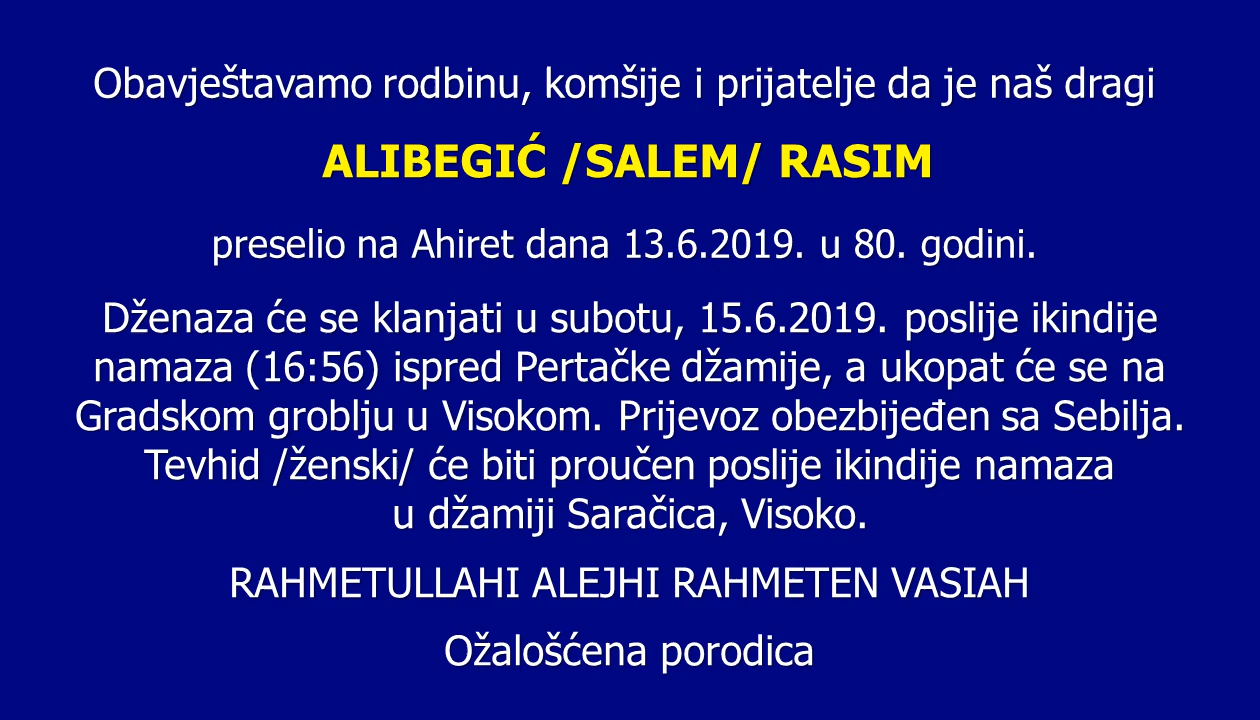 Obavještavamo rodbinu, komšije i prijatelje da je naš dragi
ALIBEGIĆ /SALEM/ RASIM
preselio na Ahiret dana 13.6.2019. u 80. godini.
Dženaza će se klanjati u subotu, 15.6.2019. poslije ikindije
namaza (16:56) ispred Pertačke džamije, a ukopat će se na
Gradskom groblju u Visokom. Prijevoz obezbijeđen sa Sebilja.
Tevhid /ženski/ će biti proučen poslije ikindije namaza
u džamiji Saračica, Visoko.
RAHMETULLAHI ALEJHI RAHMETEN VASIAH
Ožalošćena porodica